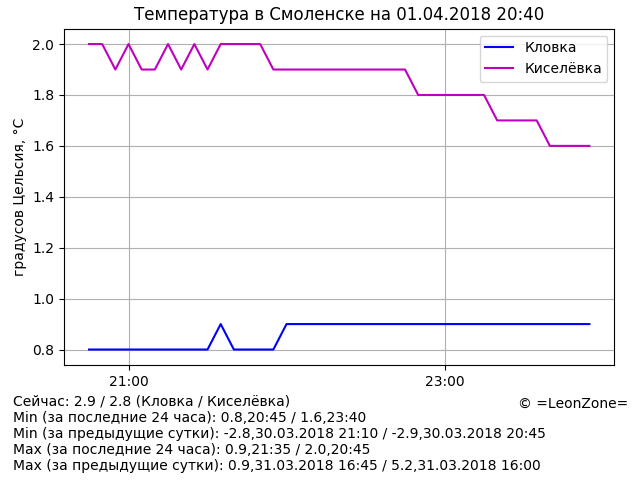 Температура в Смоленске на 01.04.2018 20:40
Кловка
Киселёвка
градусов Цельсия, °C
2.0
1.8
1.6
1.4
1.2
1.0
0.8
21:00
23:00
Сейчас: 2.9 / 2.8 (Кловка / Киселёвка)
© =LeonZone=
Min (за последние 24 часа): 0.8,20:45 / 1.6,23:40
Min (за предыдущие сутки): -2.8,30.03.2018 21:10 / -2.9,30.03.2018 20:45
Max (за последние 24 часа): 0.9,21:35 / 2.0,20:45
Max (за предыдущие сутки): 0.9,31.03.2018 16:45 / 5.2,31.03.2018 16:00